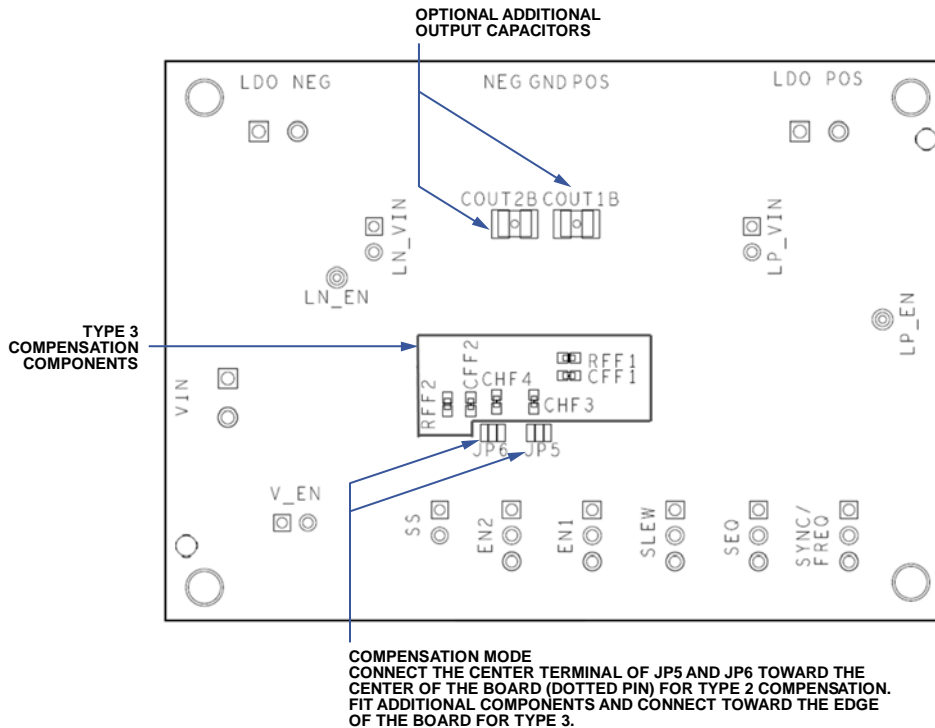 OPTIONAL ADDITIONAL
OUTPUT CAPACITORS
LDO NEG
NEG GND POS
LDO POS
COUT2B COUT1B
LN_VIN
LP_VIN
LN_EN
LP_EN
TYPE 3
COMPENSATION
COMPONENTS
VIN
RFF2
CFF2
CHF4
RFF1
CFF1
CHF3
JP6
JP5
V_EN
SS
EN2
EN1
SLEW
SEQ
SYNC/
FREQ
COMPENSATION MODE
CONNECT THE CENTER TERMINAL OF JP5 AND JP6 TOWARD THE
CENTER OF THE BOARD (DOTTED PIN) FOR TYPE 2 COMPENSATION.
FIT ADDITIONAL COMPONENTS AND CONNECT TOWARD THE EDGE
OF THE BOARD FOR TYPE 3.